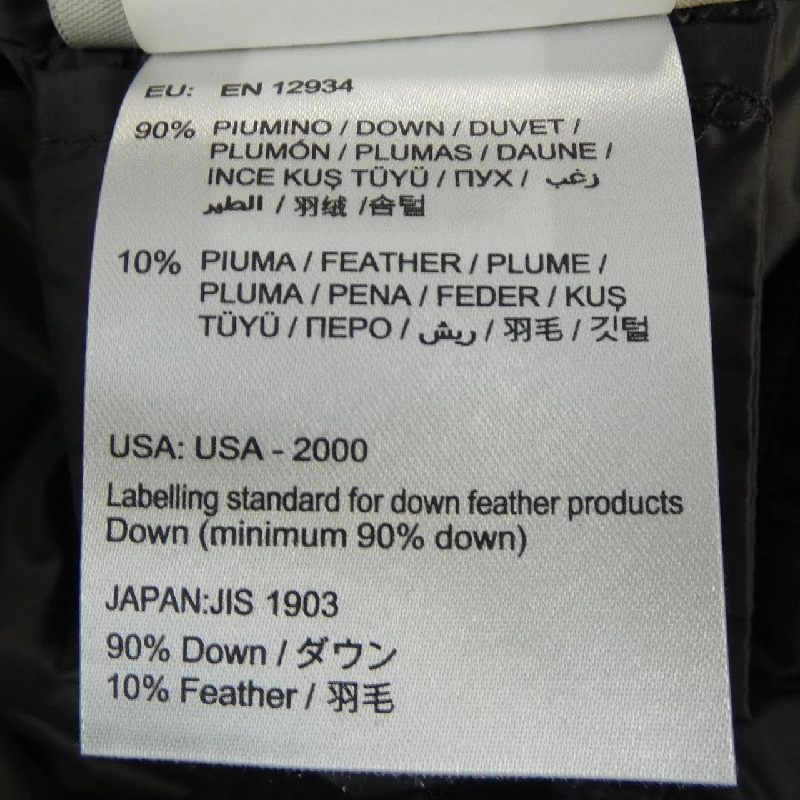 EU: EN 12934
90% PIUMINO / DOWN / DUVET /
PLUMÓN / PLUMAS / DAUNE /
INCE KUŞ TÜYÜ / ПУХ / زغب
الطير / 羽绒 /솜털
10% PIUMA / FEATHER / PLUME /
PLUMA / PENA / FEDER / KUŞ
TÜYÜ / ПЕРО / ريش / 羽毛 / 깃털
USA: USA - 2000
Labelling standard for down feather products
Down (minimum 90% down)
JAPAN:JIS 1903
90% Down / ダウン
10% Feather / 羽毛